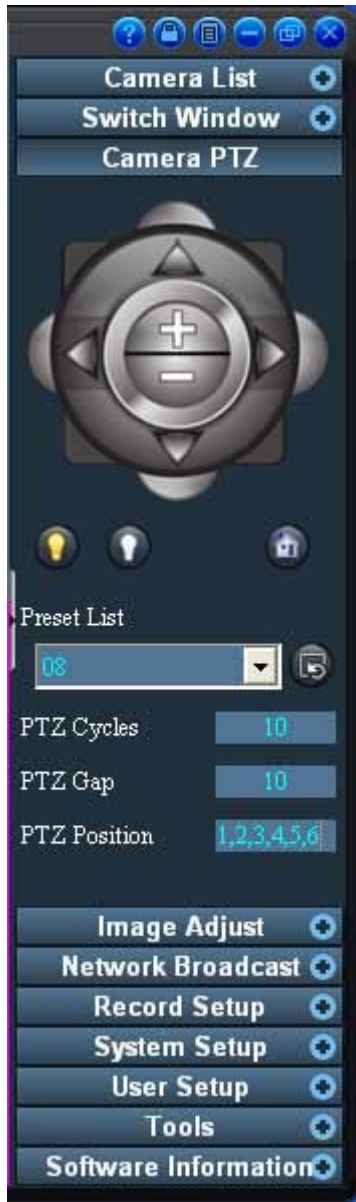 ?
Camera List
Switch Window
Camera PTZ
Preset List
08
PTZ Cycles 10
PTZ Gap 10
PTZ Position 1,2,3,4,5,6
Image Adjust
Network Broadcast
Record Setup
System Setup
User Setup
Tools
Software Information